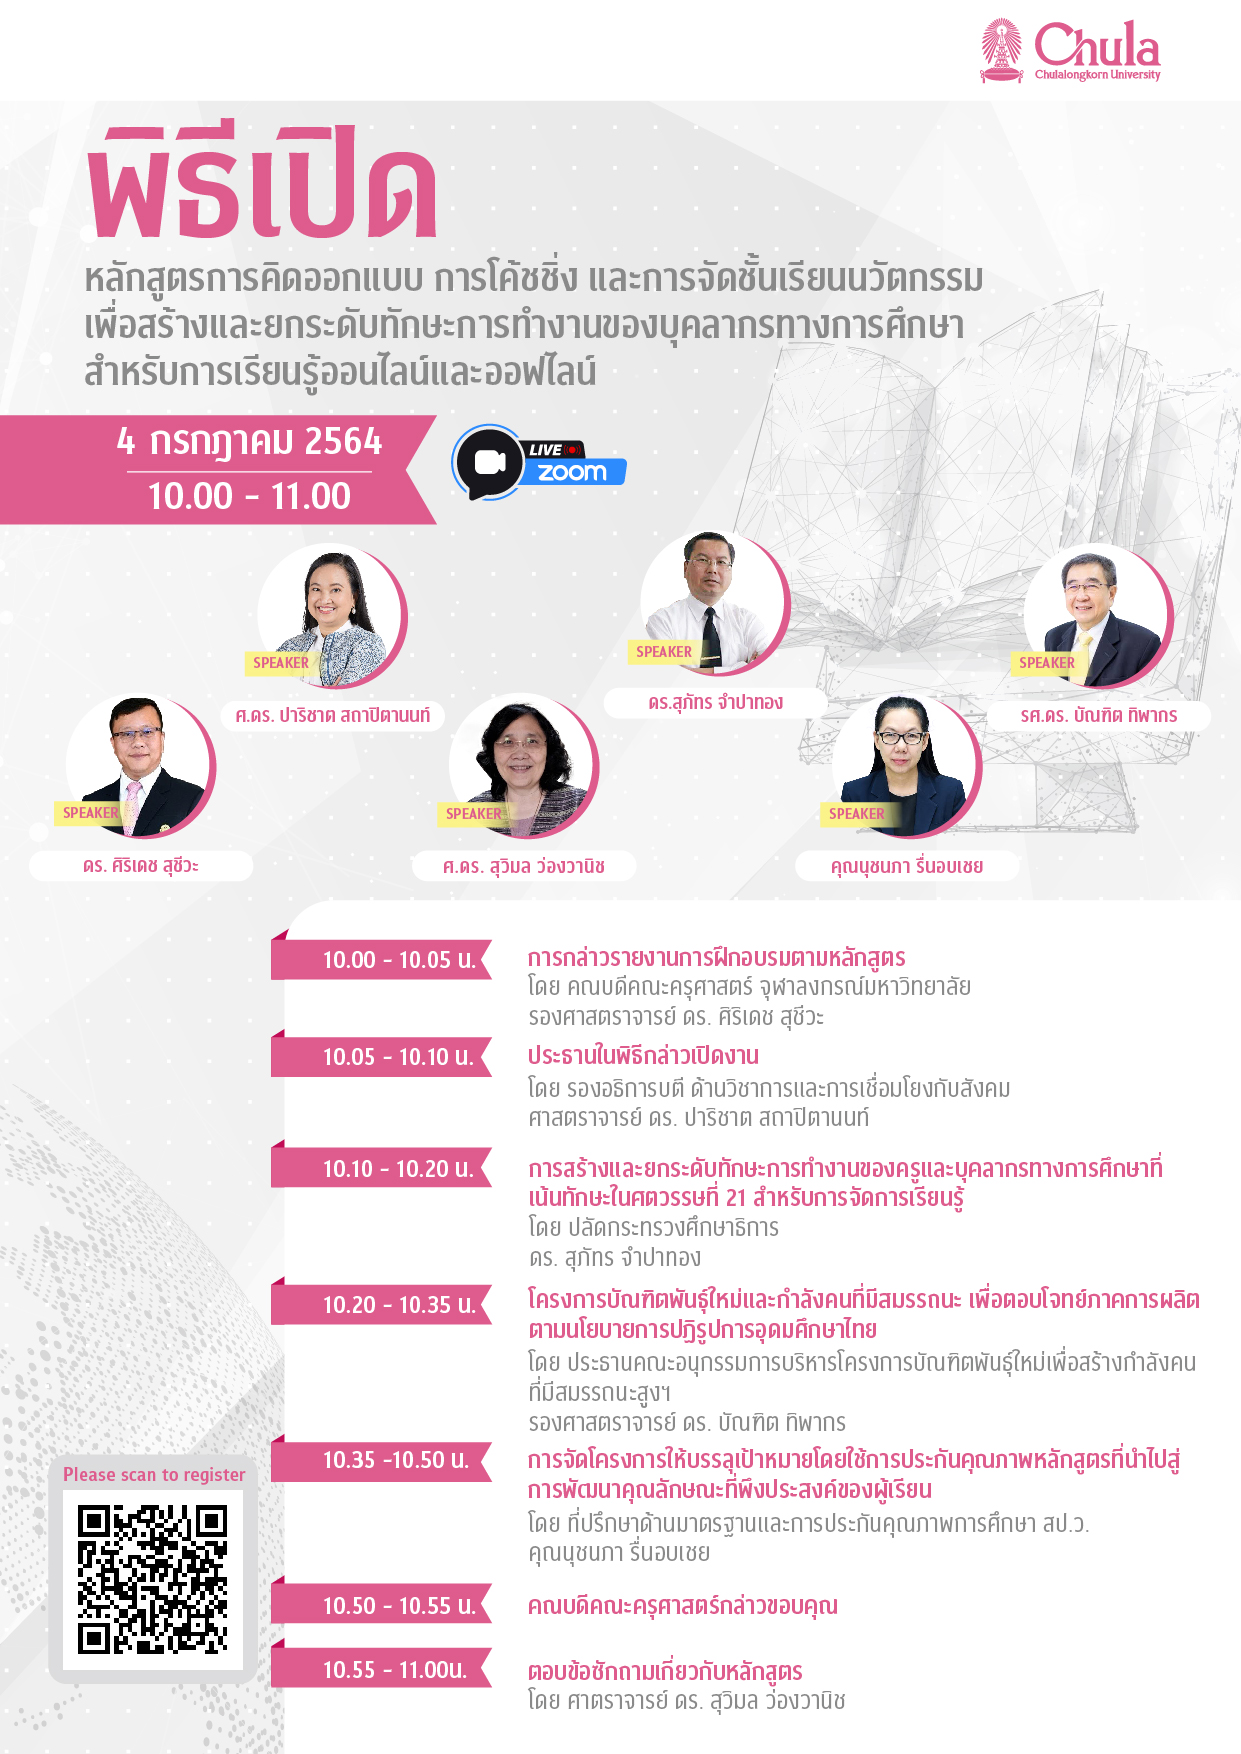 Chula
Chulalongkorn University
พิธีเปิด
หลักสูตรการคิดออกแบบ การโค้ชชิ่ง และการจัดชั้นเรียนนวัตกรรม
เพื่อสร้างและยกระดับทักษะการทำงานของบุคลากรทางการศึกษา
สำหรับการเรียนรู้ออนไลน์และออฟไลน์
4 กรกฎาคม 2564
10.00 - 11.00
LIVE
zoom
SPEAKER
ศ.ดร. ปาริชาต สถาปิตานนท์
SPEAKER
ดร.สุภัทร จำปาทอง
SPEAKER
รศ.ดร. บัณฑิต ทิพากร
SPEAKER
ดร. ศิริเดช สุชีวะ
SPEAKER
ศ.ดร. สุวิมล ว่องวานิช
SPEAKER
คุณนุชนภา รื่นอบเชย
10.00 - 10.05 น.
การกล่าวรายงานการฝึกอบรมตามหลักสูตร
โดย คณบดีคณะครุศาสตร์ จุฬาลงกรณ์มหาวิทยาลัย
รองศาสตราจารย์ ดร. ศิริเดช สุชีวะ
10.05 - 10.10 น.
ประธานในพิธีกล่าวเปิดงาน
โดย รองอธิการบดี ด้านวิชาการและการเชื่อมโยงกับสังคม
ศาสตราจารย์ ดร. ปาริชาต สถาปิตานนท์
10.10 - 10.20 น.
การสร้างและยกระดับทักษะการทำงานของครูและบุคลากรทางการศึกษาที่
เน้นทักษะในศตวรรษที่ 21 สำหรับการจัดการเรียนรู้
โดย ปลัดกระทรวงศึกษาธิการ
ดร. สุภัทร จำปาทอง
10.20 - 10.35 น.
โครงการบัณฑิตพันธุ์ใหม่และกำลังคนที่มีสมรรถนะ เพื่อตอบโจทย์ภาคการผลิต
ตามนโยบายการปฏิรูปการอุดมศึกษาไทย
โดย ประธานคณะอนุกรรมการบริหารโครงการบัณฑิตพันธุ์ใหม่เพื่อสร้างกำลังคน
ที่มีสมรรถนะสูงฯ
รองศาสตราจารย์ ดร. บัณฑิต ทิพากร
10.35 -10.50 น.
การจัดโครงการให้บรรลุเป้าหมายโดยใช้การประกันคุณภาพหลักสูตรที่นำไปสู่
การพัฒนาคุณลักษณะที่พึงประสงค์ของผู้เรียน
โดย ที่ปรึกษาด้านมาตรฐานและการประกันคุณภาพการศึกษา สป.ว.
คุณนุชนภา รื่นอบเชย
Please scan to register
10.50 - 10.55 น.
คณบดีคณะครุศาสตร์กล่าวขอบคุณ
10.55 - 11.00น.
ตอบข้อซักถามเกี่ยวกับหลักสูตร
โดย ศาตราจารย์ ดร. สุวิมล ว่องวานิช